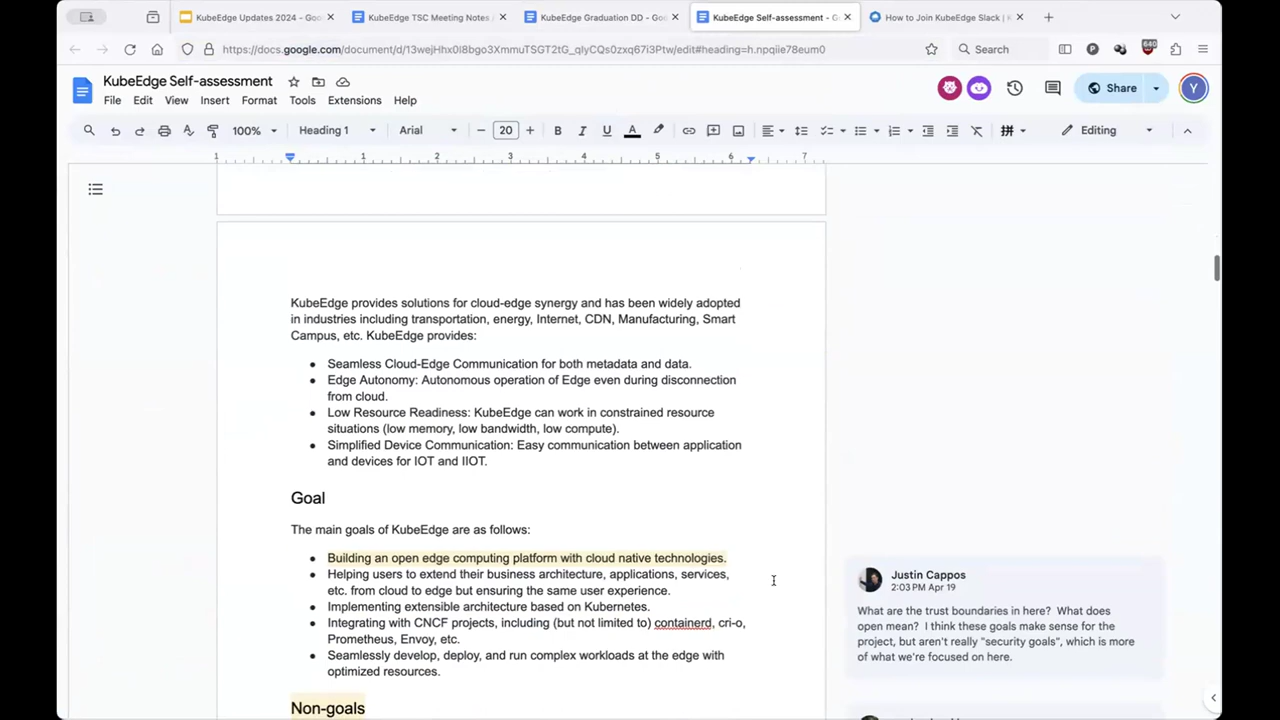 KubeEdge Updates 2024 - Go
KubeEdge TSC Meeting Notes
KubeEdge Graduation DD - Go
KubeEdge Self-assessment - G
How to Join KubeEdge Slack |
https://docs.google.com/document/d/13wejHhx0I8bgo3XmmuTSGT2tG_qIyCQs0zxq67i3Ptw/edit#heading=h.npqiie78eum0
Search
P
640
KubeEdge Self-assessment
File Edit View Insert Format Tools Extensions Help
Share
Y
100% Heading 1 Arial 20 B I U A Editing
1 1 2 3 4 5 6 7
KubeEdge provides solutions for cloud-edge synergy and has been widely adopted
in industries including transportation, energy, Internet, CDN, Manufacturing, Smart
Campus, etc. KubeEdge provides:
● Seamless Cloud-Edge Communication for both metadata and data.
● Edge Autonomy: Autonomous operation of Edge even during disconnection
from cloud.
● Low Resource Readiness: KubeEdge can work in constrained resource
situations (low memory, low bandwidth, low compute).
● Simplified Device Communication: Easy communication between application
and devices for IOT and IIOT.
Goal
The main goals of KubeEdge are as follows:
● Building an open edge computing platform with cloud native technologies.
● Helping users to extend their business architecture, applications, services,
etc. from cloud to edge but ensuring the same user experience.
● Implementing extensible architecture based on Kubernetes.
● Integrating with CNCF projects, including (but not limited to) containerd, cri-o,
Prometheus, Envoy, etc.
● Seamlessly develop, deploy, and run complex workloads at the edge with
optimized resources.
Non-goals
Justin Cappos
2:03 PM Apr 19
What are the trust boundaries in here? What does
open mean? I think these goals make sense for the
project, but aren't really "security goals", which is more
of what we're focused on here.